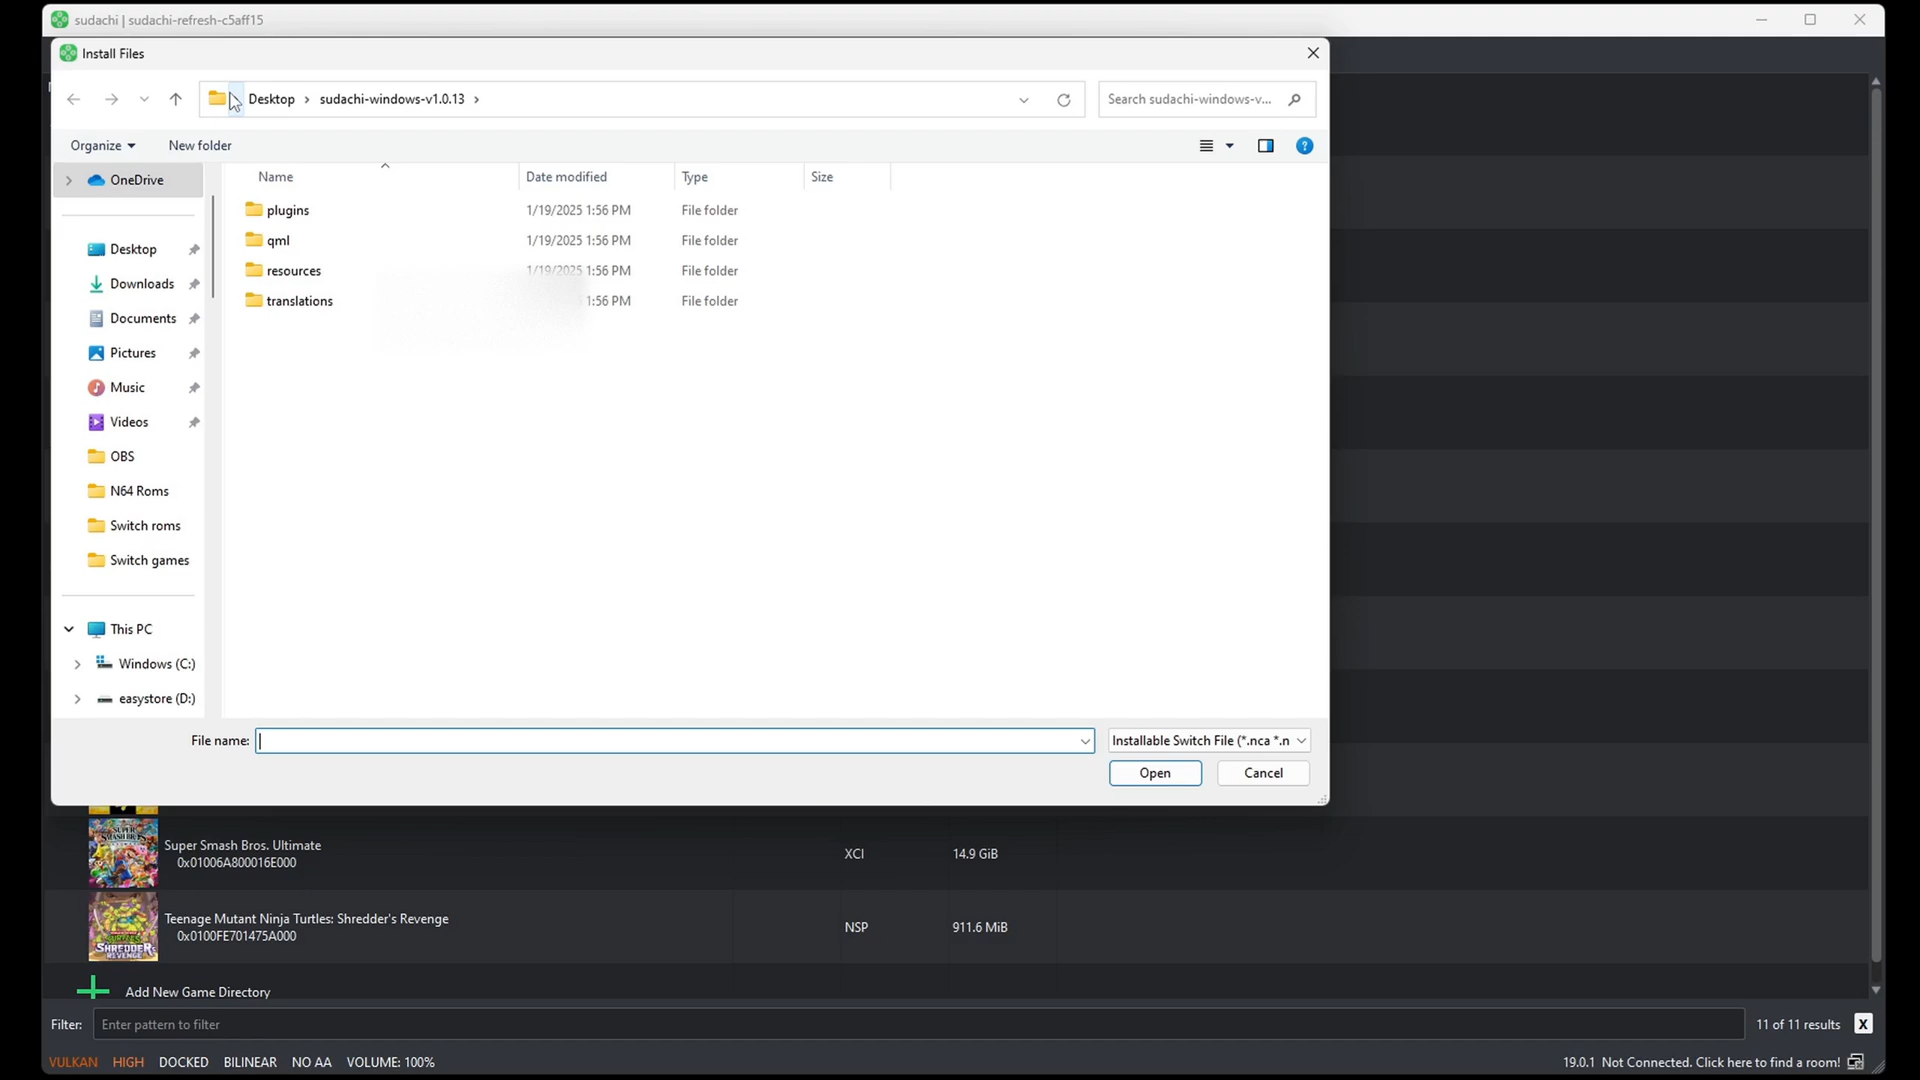 sudachi | sudachi-refresh-c5aff15
Install Files
Desktop › sudachi-windows-v1.0.13 ›
Search sudachi-windows-v...
Organize
New folder
Name
Date modified
Type
Size
OneDrive
Desktop
Downloads
Documents
Pictures
Music
Videos
OBS
N64 Roms
Switch roms
Switch games
This PC
Windows (C:)
easystore (D:)
plugins 1/19/2025 1:56 PM File folder
qml 1/19/2025 1:56 PM File folder
resources 1/19/2025 1:56 PM File folder
translations 1:56 PM File folder
File name:
Installable Switch File (*.nca *.n
Open
Cancel
Super Smash Bros. Ultimate
0x01006A800016E000
XCI
14.9 GiB
Teenage Mutant Ninja Turtles: Shredder's Revenge
0x0100FE701475A000
NSP
911.6 MiB
Add New Game Directory
Filter:
Enter pattern to filter
11 of 11 results
X
VULKAN HIGH DOCKED BILINEAR NO AA VOLUME: 100%
19.0.1 Not Connected. Click here to find a room!